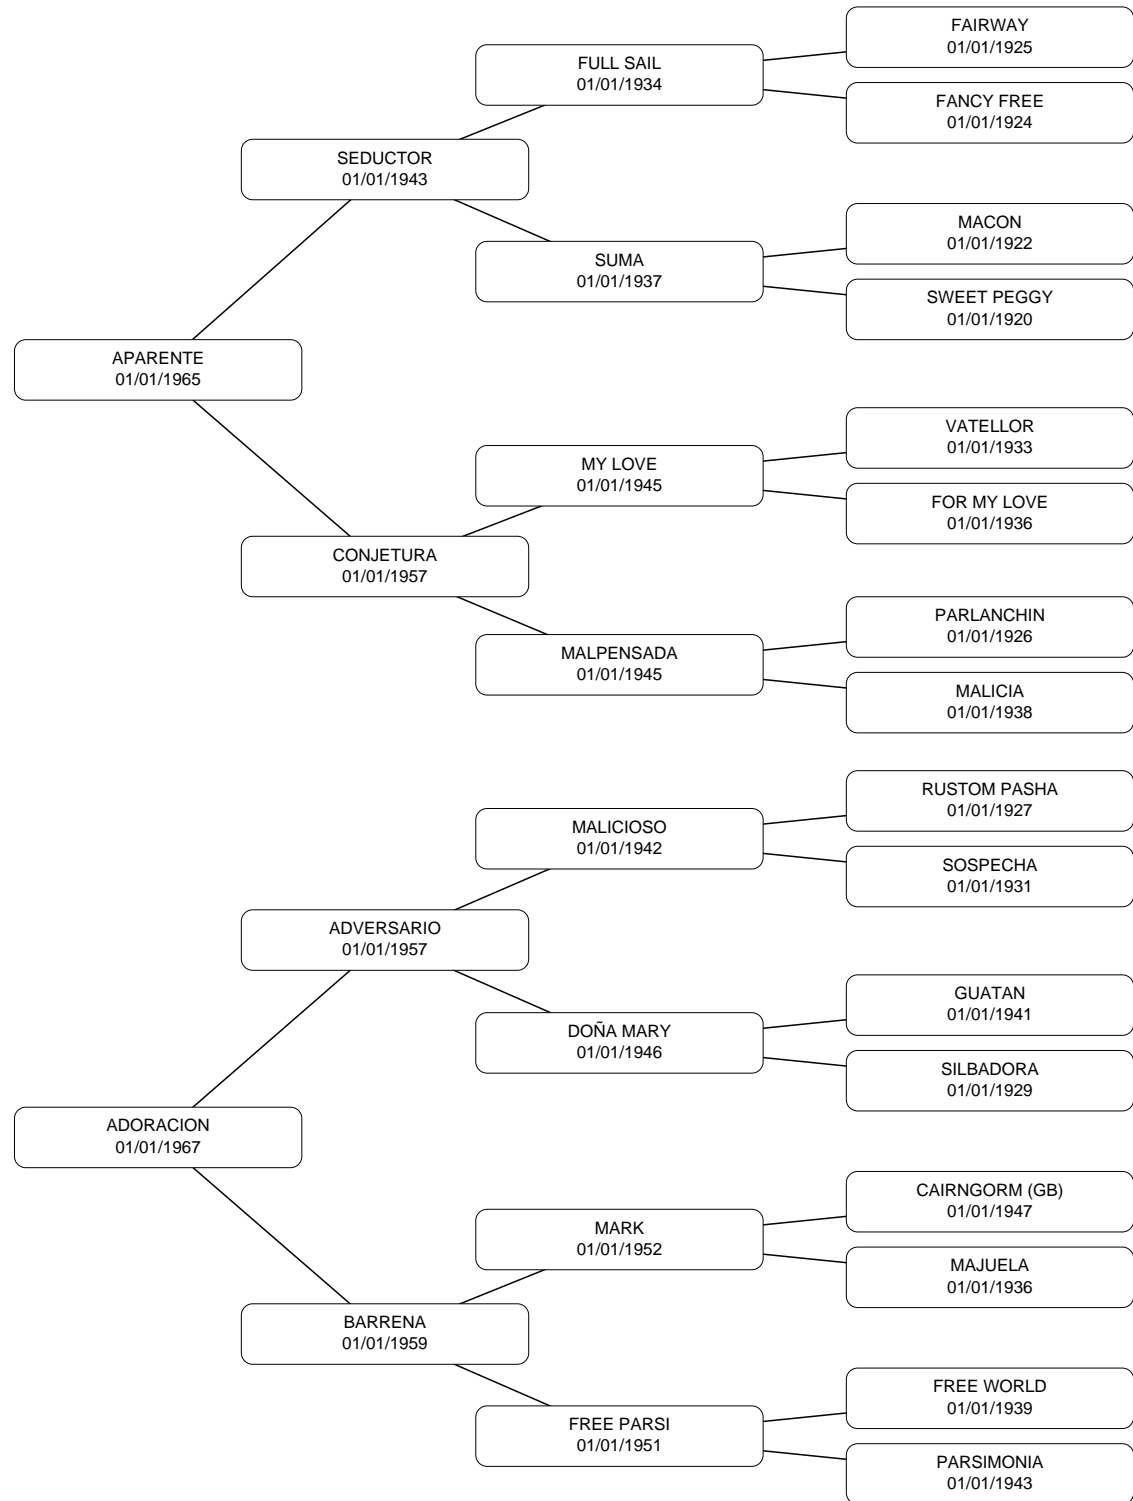 FAIRWAY
01/01/1925
FULL SAIL
01/01/1934
FANCY FREE
01/01/1924
SEDUCTOR
01/01/1943
MACON
01/01/1922
SUMA
01/01/1937
SWEET PEGGY
01/01/1920
APARENTE
01/01/1965
VATELLOR
01/01/1933
MY LOVE
01/01/1945
FOR MY LOVE
01/01/1936
CONJETURA
01/01/1957
PARLANCHIN
01/01/1926
MALPENSADA
01/01/1945
MALICIA
01/01/1938
RUSTOM PASHA
01/01/1927
MALICIOSO
01/01/1942
SOSPECHA
01/01/1931
ADVERSARIO
01/01/1957
GUATAN
01/01/1941
DOÑA MARY
01/01/1946
SILBADORA
01/01/1929
ADORACION
01/01/1967
CAIRNGORM (GB)
01/01/1947
MARK
01/01/1952
MAJUELA
01/01/1936
BARRENA
01/01/1959
FREE WORLD
01/01/1939
FREE PARSI
01/01/1951
PARSIMONIA
01/01/1943